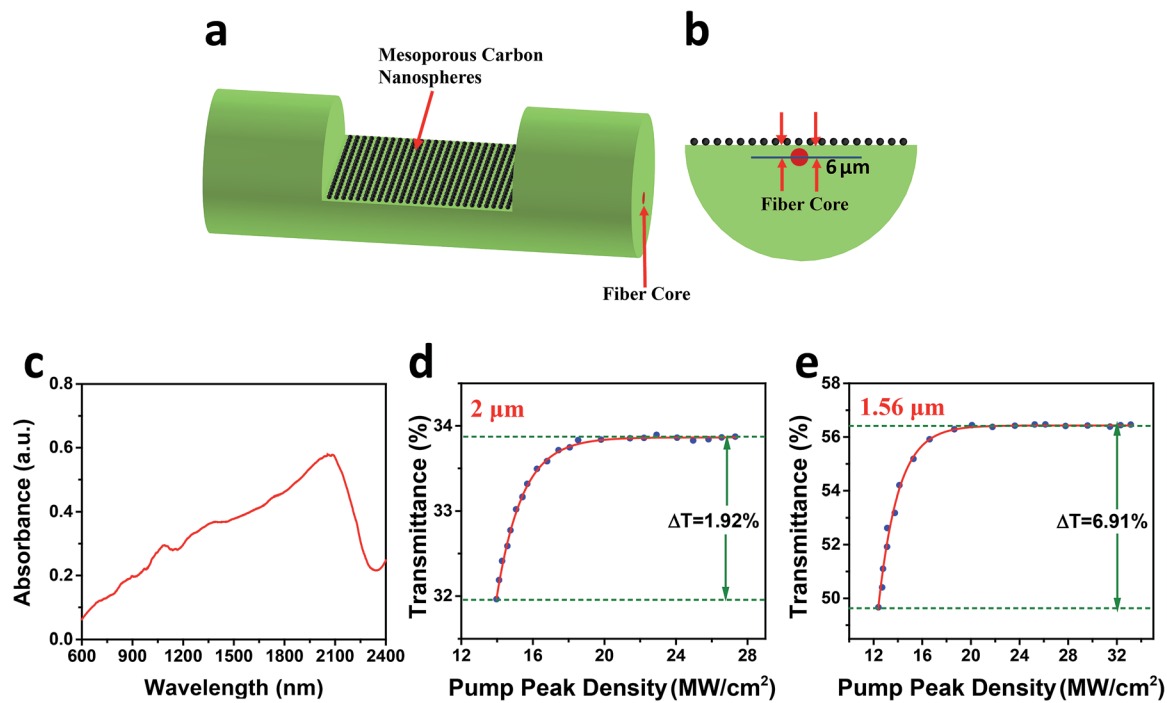 a
Mesoporous Carbon
Nanospheres
Fiber Core
b
6 μm
Fiber Core
c
Absorbance (a.u.)
0.8
0.6
0.4
0.2
0.0
600 900 1200 1500 1800 2100 2400
Wavelength (nm)
d
2 μm
Transmittance (%)
34
33
32
ΔT=1.92%
12 16 20 24 28
Pump Peak Density (MW/cm²)
e
1.56 μm
Transmittance (%)
58
56
54
52
50
ΔT=6.91%
12 16 20 24 28 32
Pump Peak Density (MW/cm²)